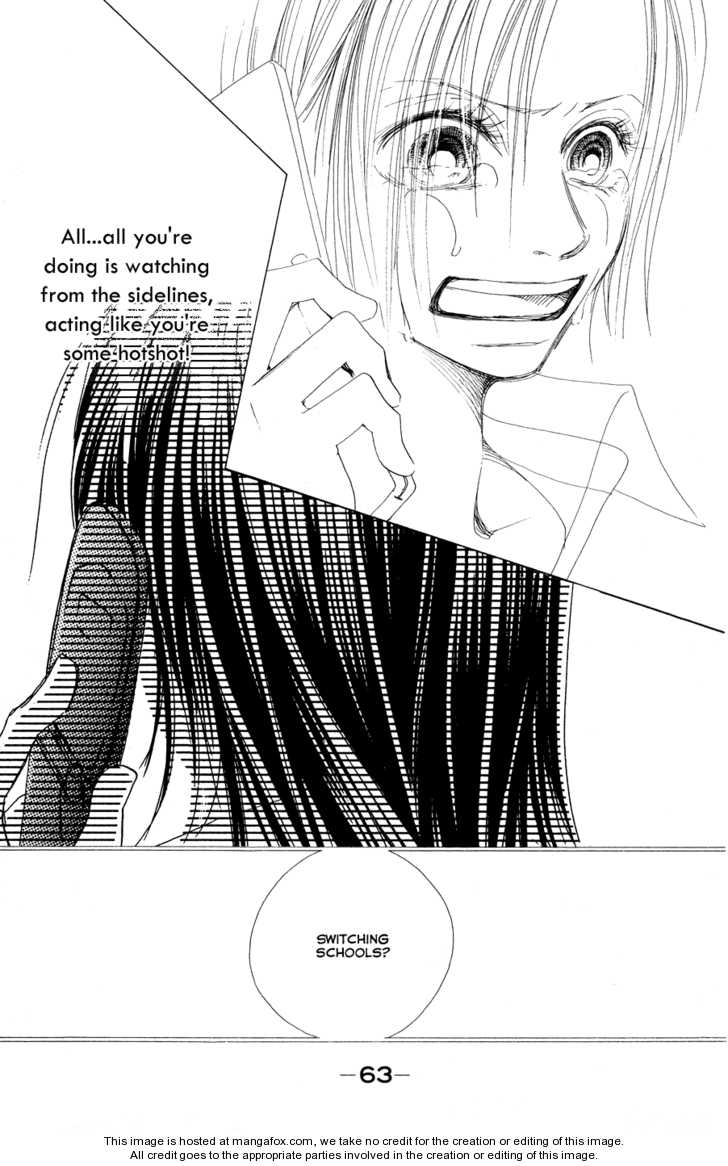 All...all you're
doing is watching
from the sidelines,
acting like you're
some hotshot!
SWITCHING
SCHOOLS?
—63—
This image is hosted at mangafox.com, we take no credit for the creation or editing of this image.
All credit goes to the appropriate parties involved in the creation or editing of this image.